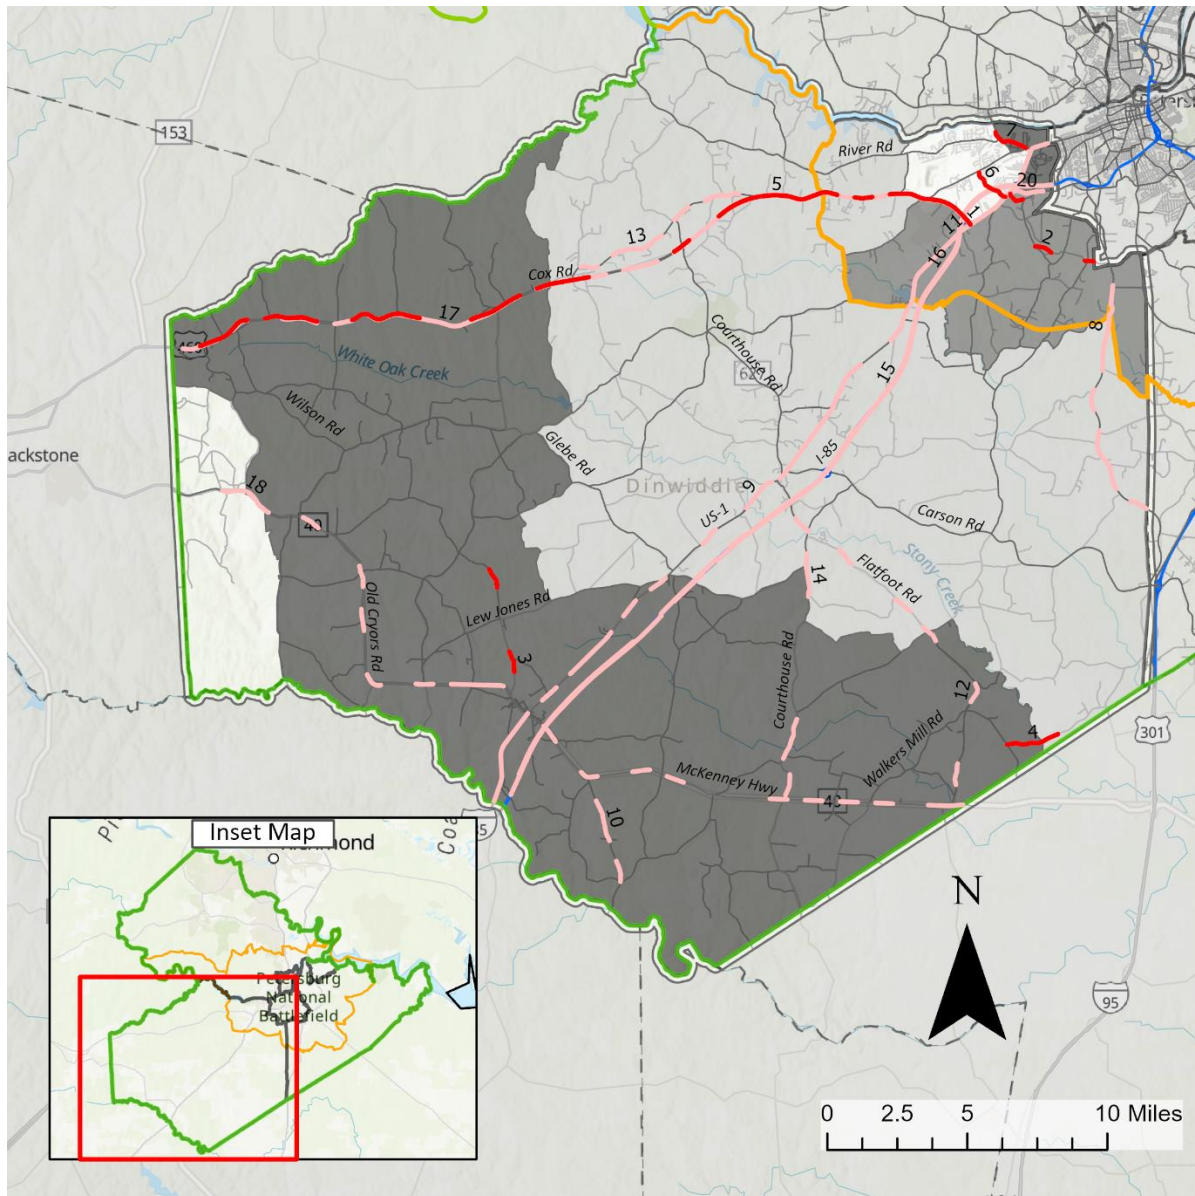 153
River Rd
7
6
20
5
1
11
2
13
16
Cox Rd
17
8
White Oak Creek
Courthouse Rd
15
Wilson Rd
Glebe Rd
I-85
ackstone
Dinwiddie
9
18
US-1
Carson Rd
40
Stony Creek
14
Flatfoot Rd
Old Cryors Rd
Lew Jones Rd
3
Courthouse Rd
12
Walkers Mill Rd
4
301
McKenney Hwy
40
10
Inset Map
Petersburg
National
Battlefield
N
95
0 2.5 5 10 Miles